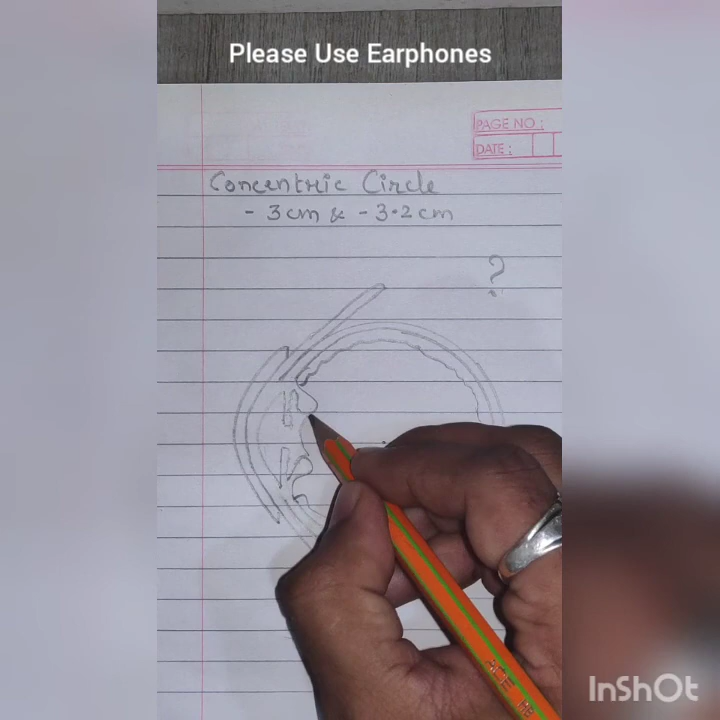 Please Use Earphones
PAGE NO.:
DATE:
Concentric Circle
- 3 cm & - 3.2 cm
?
InShOt